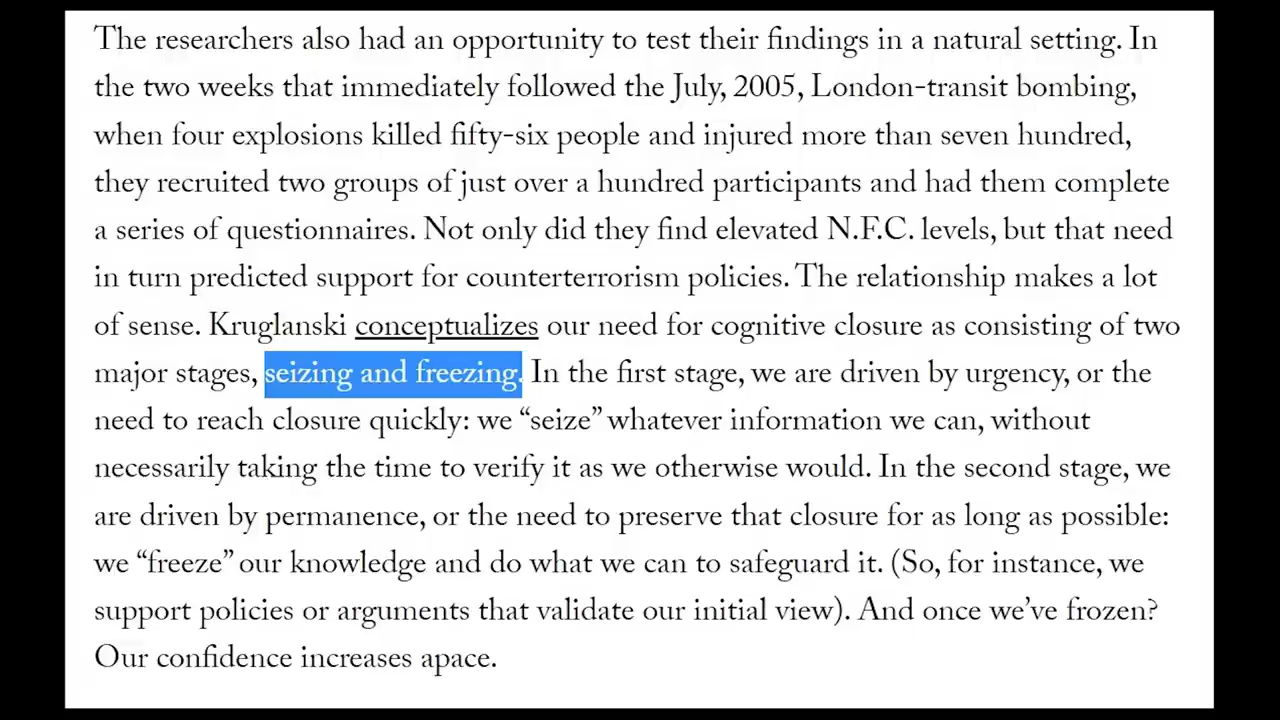 The researchers also had an opportunity to test their findings in a natural setting. In
the two weeks that immediately followed the July, 2005, London-transit bombing,
when four explosions killed fifty-six people and injured more than seven hundred,
they recruited two groups of just over a hundred participants and had them complete
a series of questionnaires. Not only did they find elevated N.F.C. levels, but that need
in turn predicted support for counterterrorism policies. The relationship makes a lot
of sense. Kruglanski conceptualizes our need for cognitive closure as consisting of two
major stages, seizing and freezing. In the first stage, we are driven by urgency, or the
need to reach closure quickly: we “seize” whatever information we can, without
necessarily taking the time to verify it as we otherwise would. In the second stage, we
are driven by permanence, or the need to preserve that closure for as long as possible:
we “freeze” our knowledge and do what we can to safeguard it. (So, for instance, we
support policies or arguments that validate our initial view). And once we’ve frozen?
Our confidence increases apace.